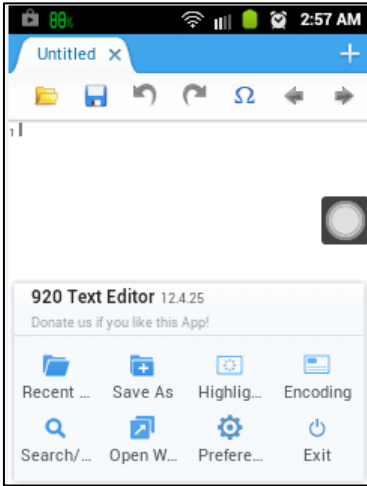 88% 2:57 AM
Untitled
Ω
1
920 Text Editor 12.4.25
Donate us if you like this App!
Recent ... Save As Highlig... Encoding
Search/... Open W... Prefere... Exit